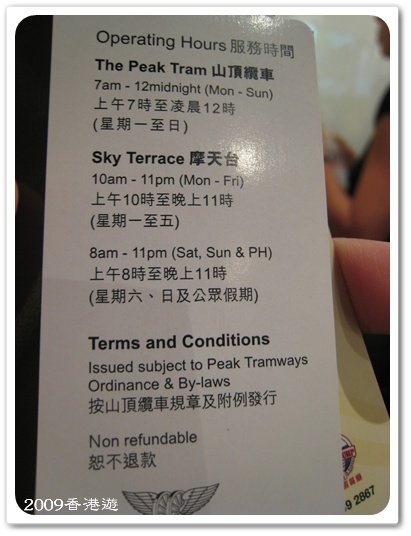 Operating Hours 服務時間
The Peak Tram 山頂纜車
7am - 12midnight (Mon - Sun)
上午7時至凌晨12時
(星期一至日)
Sky Terrace 摩天台
10am - 11pm (Mon - Fri)
上午10時至晚上11時
(星期一至五)
8am - 11pm (Sat, Sun & PH)
上午8時至晚上11時
(星期六、日及公眾假期)
Terms and Conditions
Issued subject to Peak Tramways
Ordinance & By-laws
按山頂纜車規章及附例發行
Non refundable
恕不退款
2867
2009香港遊